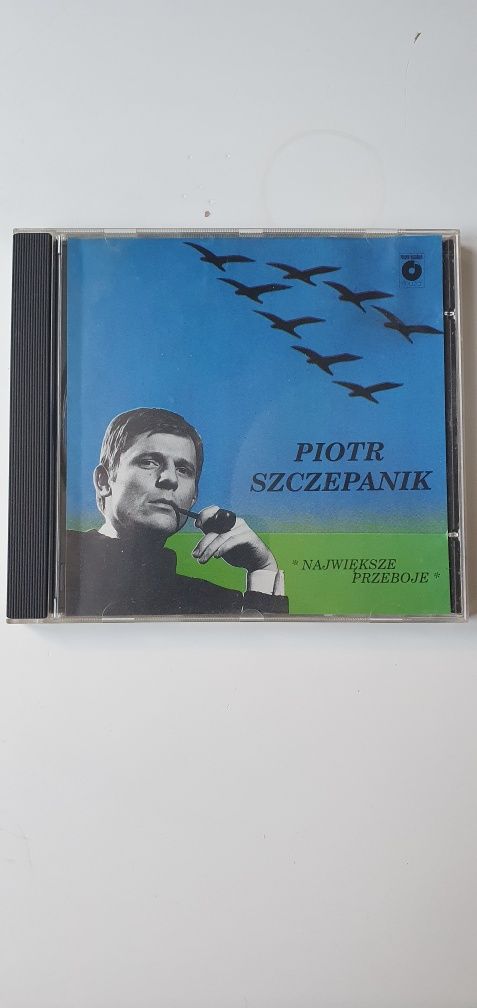 PIOTR
SZCZEPANIK
* NAJWIĘKSZE
PRZEBOJE *